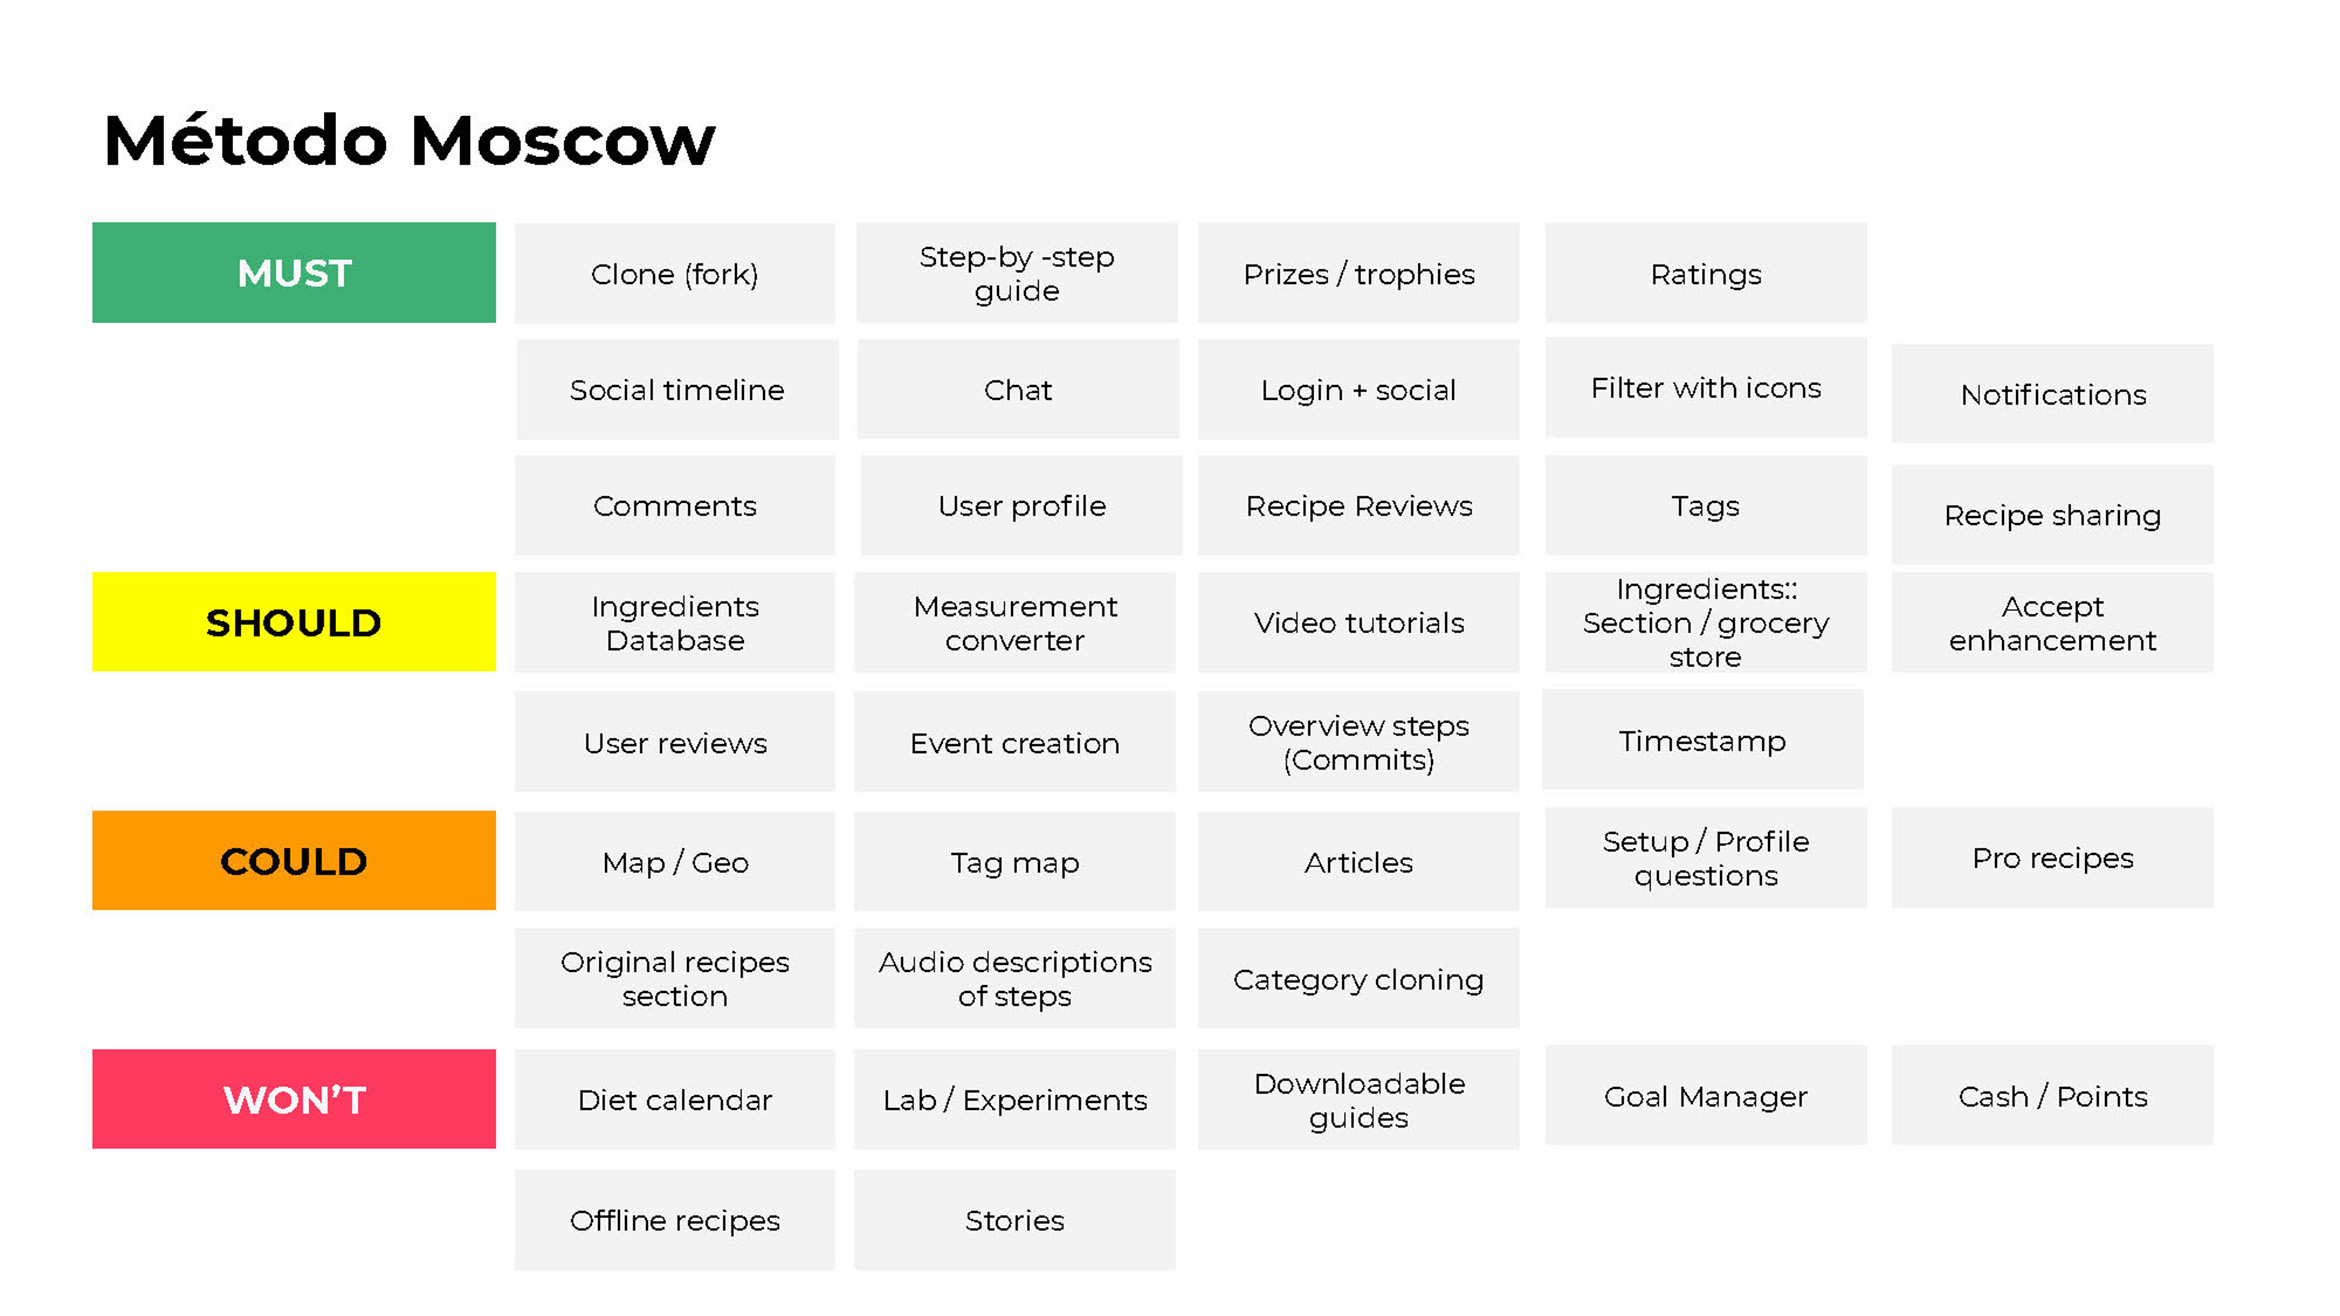 Método Moscow
MUST
Clone (fork)
Step-by -step
guide
Prizes / trophies
Ratings
Social timeline
Chat
Login + social
Filter with icons
Notifications
Comments
User profile
Recipe Reviews
Tags
Recipe sharing
SHOULD
Ingredients
Database
Measurement
converter
Video tutorials
Ingredients::
Section / grocery
store
Accept
enhancement
User reviews
Event creation
Overview steps
(Commits)
Timestamp
COULD
Map / Geo
Tag map
Articles
Setup / Profile
questions
Pro recipes
Original recipes
section
Audio descriptions
of steps
Category cloning
WON’T
Diet calendar
Lab / Experiments
Downloadable
guides
Goal Manager
Cash / Points
Offline recipes
Stories